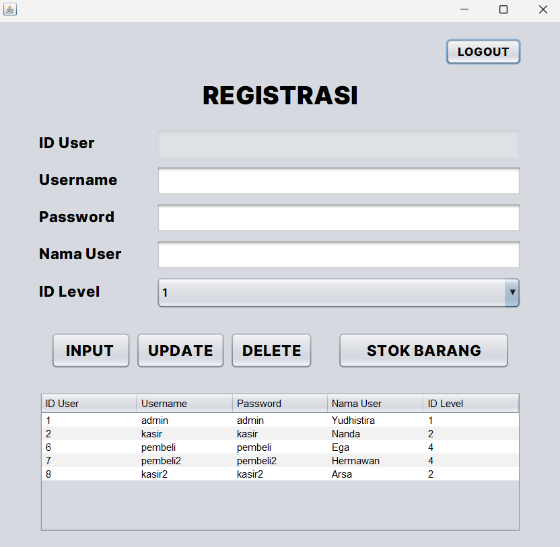 LOGOUT
REGISTRASI
ID User
Username
Password
Nama User
ID Level 1
INPUT UPDATE DELETE STOK BARANG
ID User Username Password Nama User ID Level
1 admin admin Yudhistira 1
2 kasir kasir Nanda 2
6 pembeli pembeli Ega 4
7 pembeli2 pembeli2 Hermawan 4
8 kasir2 kasir2 Arsa 2